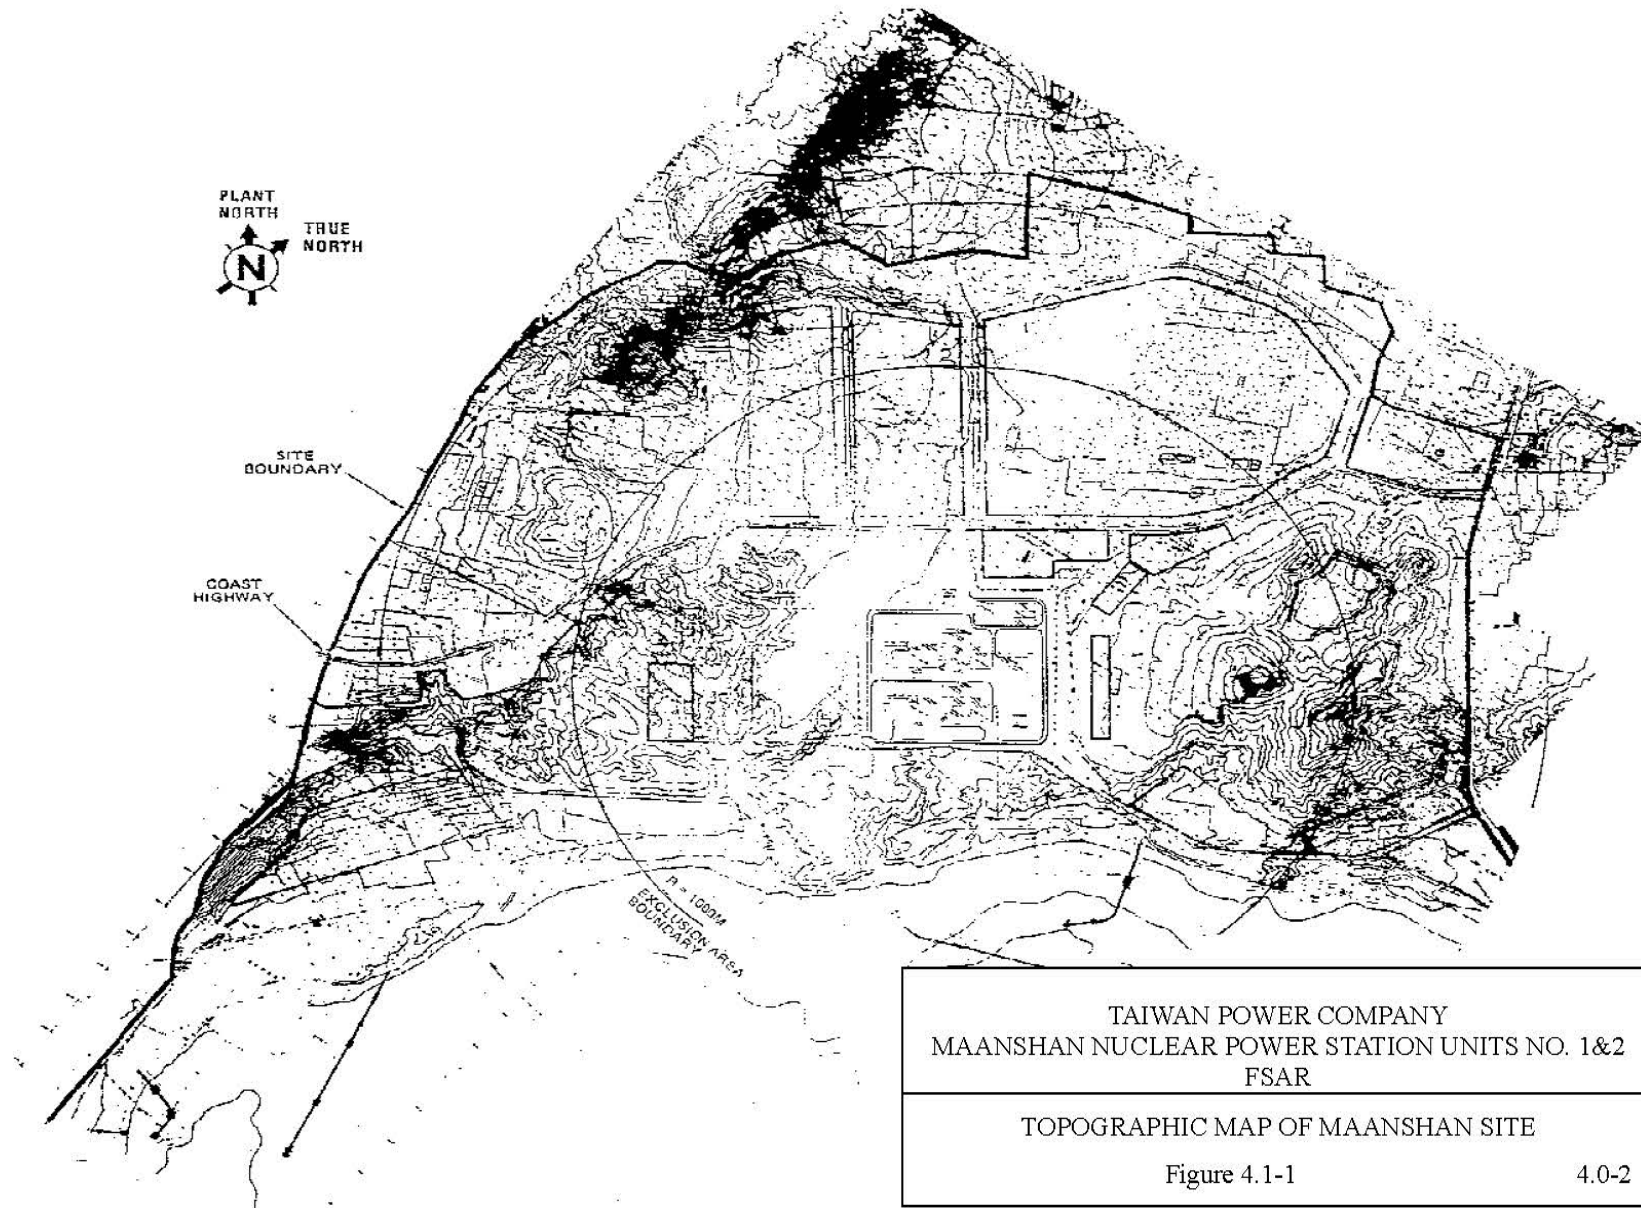 PLANT
NORTH
TRUE
NORTH
N
SITE
BOUNDARY
COAST
HIGHWAY
R = 1000M
EXCLUSION AREA
BOUNDARY
TAIWAN POWER COMPANY
MAANSHAN NUCLEAR POWER STATION UNITS NO. 1&2
FSAR
TOPOGRAPHIC MAP OF MAANSHAN SITE
Figure 4.1-1 4.0-2